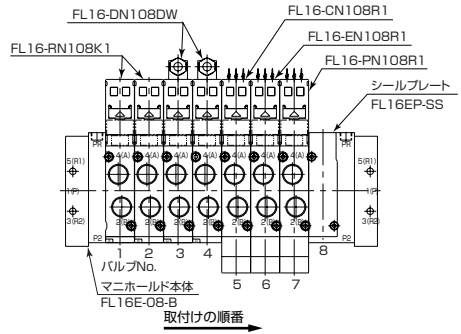 FL16-DN108DW
FL16-CN108R1
FL16-RN108K1
FL16-EN108R1
FL16-PN108R1
シールプレート
FL16EP-SS
PR
PR
4(A) 4(A) 4(A) 4(A) 4(A) 4(A) 4(A)
5(R1)
5(R1)
1(P)
1(P)
3(R2)
3(R2)
2(B) 2(B) 2(B) 2(B) 2(B) 2(B) 2(B)
P2
P2
1 2 3 4
8
バルブNo.
5 6 7
マニホールド本体
FL16E-08-B
取付けの順番